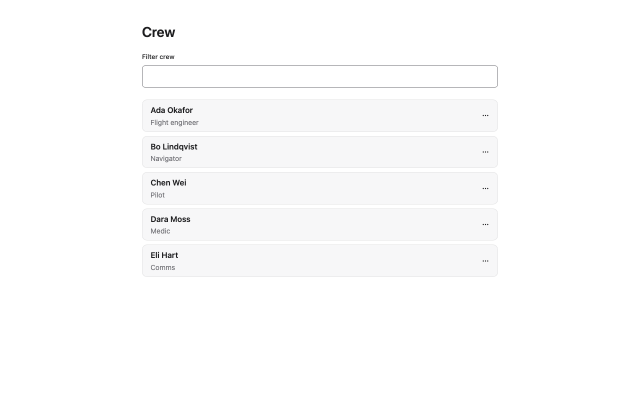 Crew
Filter crew
Ada Okafor
Flight engineer
...
Bo Lindqvist
Navigator
...
Chen Wei
Pilot
...
Dara Moss
Medic
...
Eli Hart
Comms
...